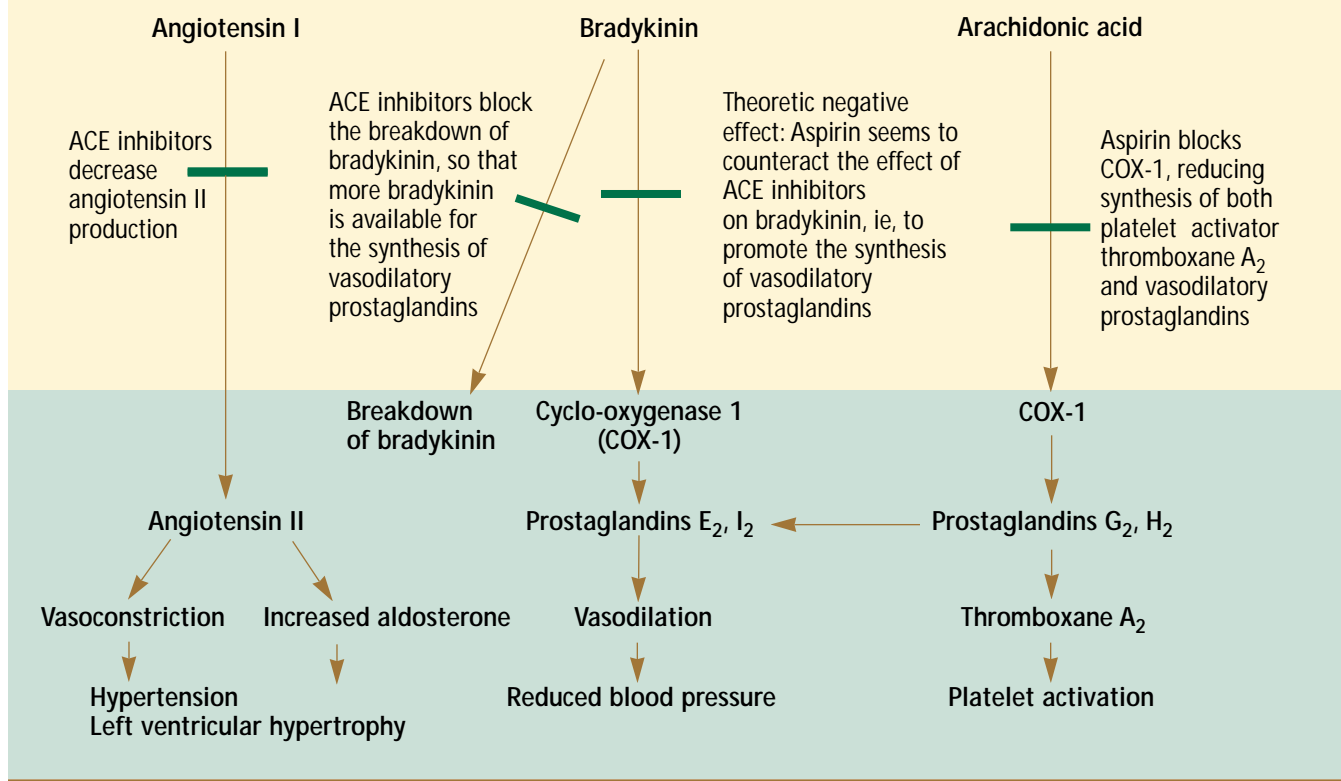 Angiotensin I
Bradykinin
Arachidonic acid
ACE inhibitors
decrease
angiotensin II
production
ACE inhibitors block
the breakdown of
bradykinin, so that
more bradykinin
is available for
the synthesis of
vasodilatory
prostaglandins
Theoretic negative
effect: Aspirin seems to
counteract the effect of
ACE inhibitors
on bradykinin, ie, to
promote the synthesis
of vasodilatory
prostaglandins
Aspirin blocks
COX-1, reducing
synthesis of both
platelet activator
thromboxane A₂
and vasodilatory
prostaglandins
Breakdown
of bradykinin
Cyclo-oxygenase 1
(COX-1)
COX-1
Angiotensin II
Prostaglandins E₂, I₂
Prostaglandins G₂, H₂
Vasoconstriction
Increased aldosterone
Vasodilation
Thromboxane A₂
Hypertension
Left ventricular hypertrophy
Reduced blood pressure
Platelet activation